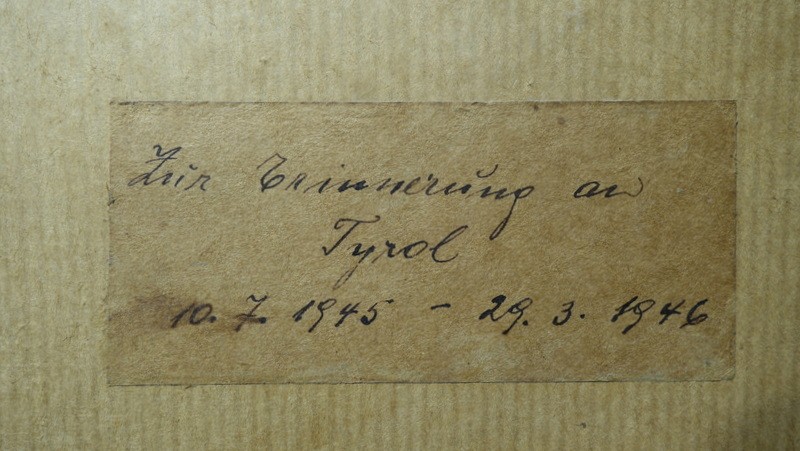 Zur Erinnerung an
Tyrol
10. 7. 1945 - 29. 3. 1946